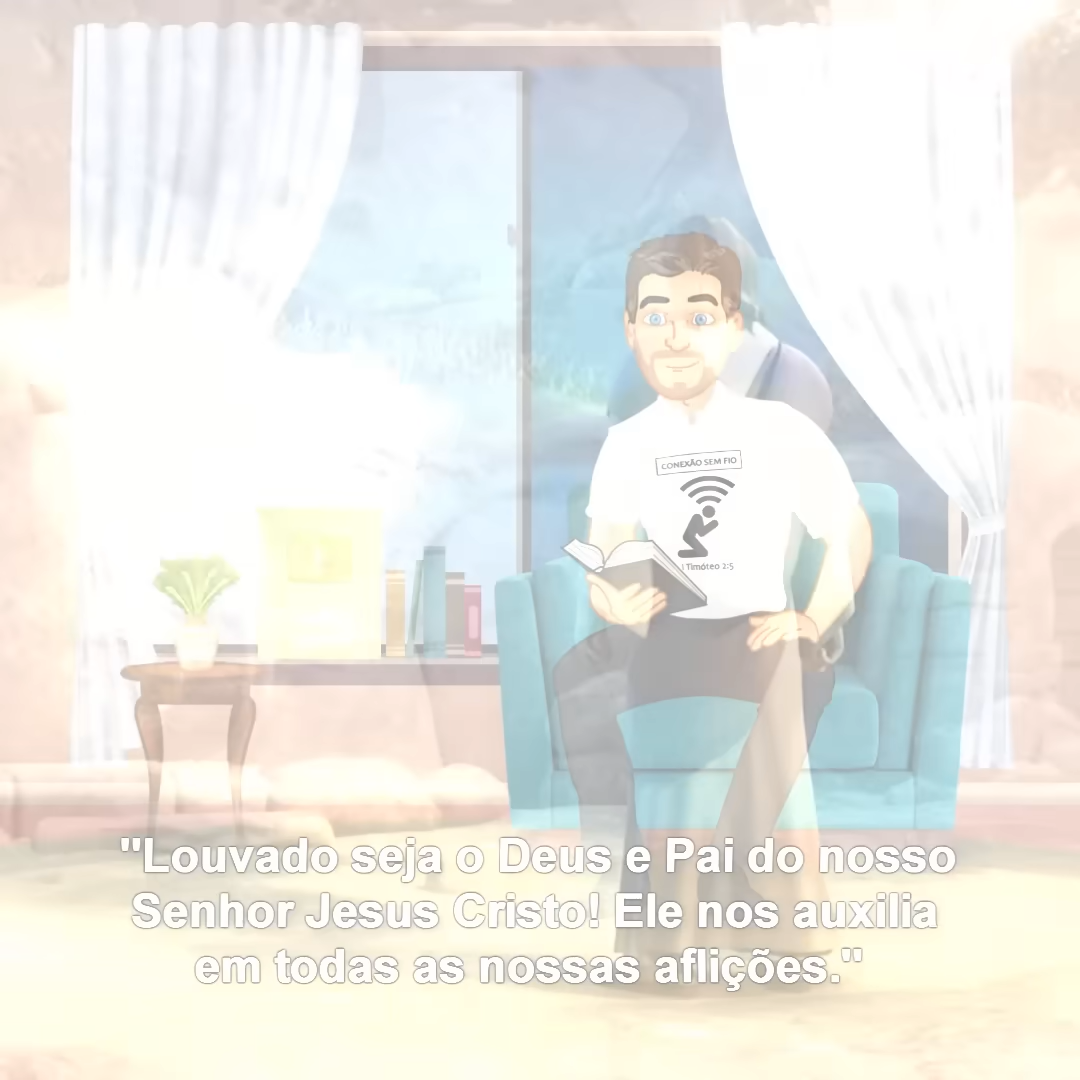 CONEXÃO SEM FIO
I Timóteo 2:5
"Louvado seja o Deus e Pai do nosso
Senhor Jesus Cristo! Ele nos auxilia
em todas as nossas aflições."